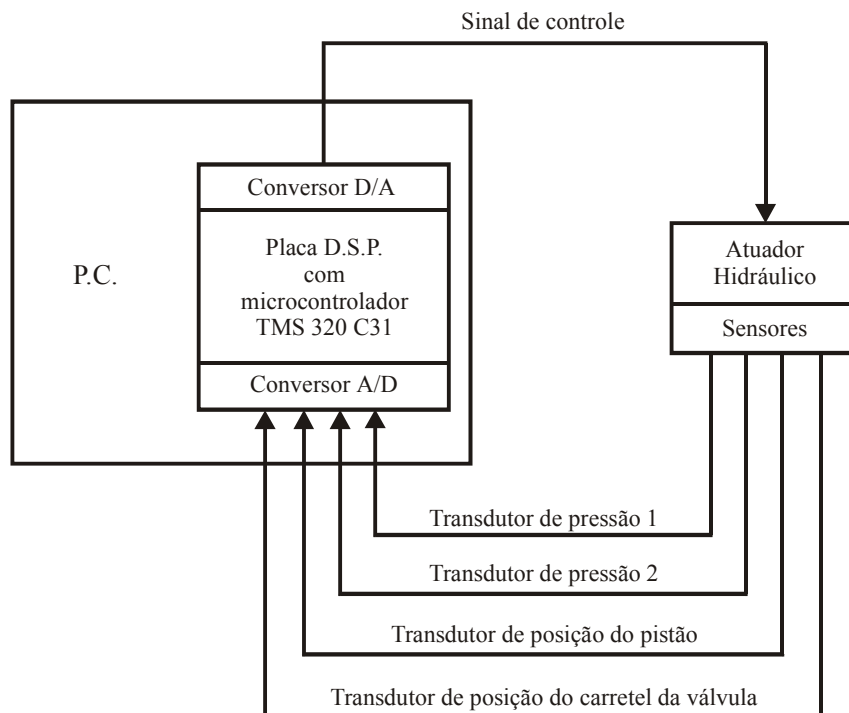 Sinal de controle
Conversor D/A
P.C.
Placa D.S.P.
com
microcontrolador
TMS 320 C31
Conversor A/D
Atuador
Hidráulico
Sensores
Transdutor de pressão 1
Transdutor de pressão 2
Transdutor de posição do pistão
Transdutor de posição do carretel da válvula